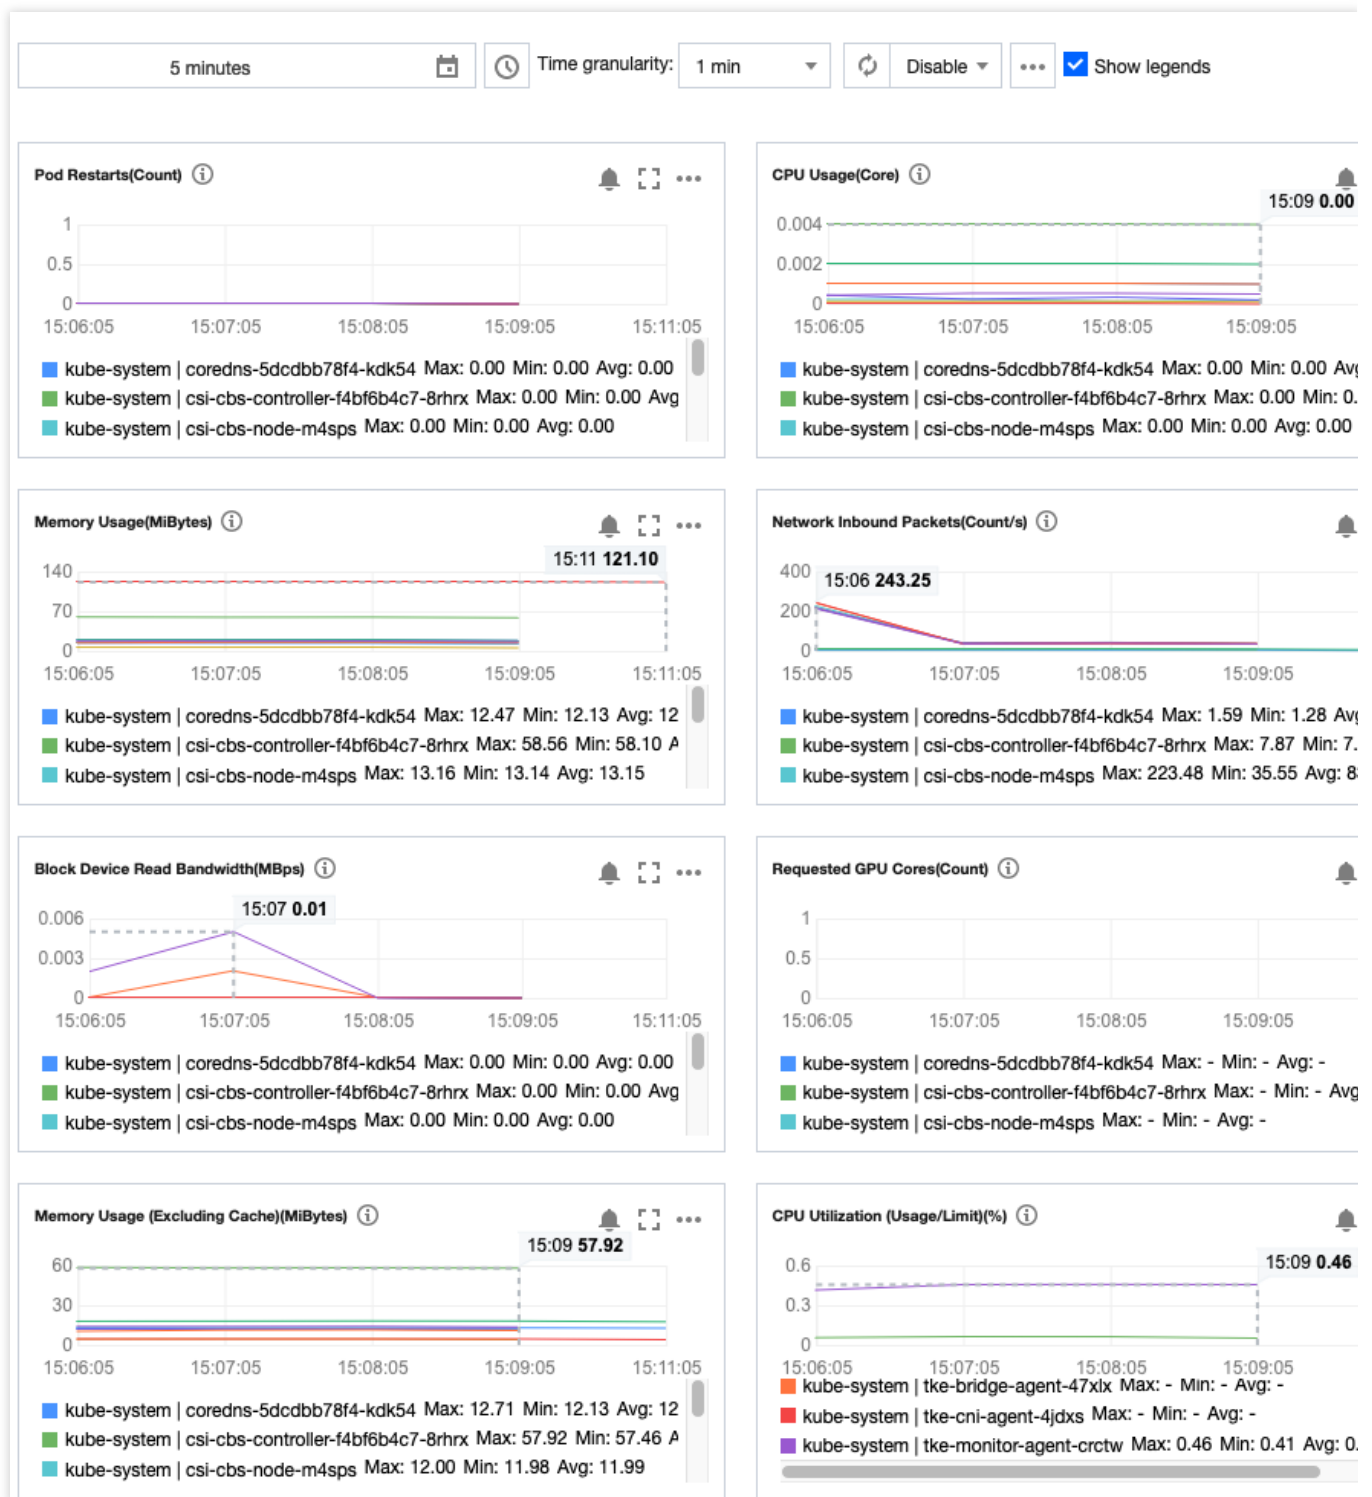 5 minutes Time granularity: 1 min Disable ••• Show legends
Pod Restarts(Count)
1
0.5
0
15:06:05 15:07:05 15:08:05 15:09:05 15:11:05
kube-system | coredns-5dcdbb78f4-kdk54 Max: 0.00 Min: 0.00 Avg: 0.00
kube-system | csi-cbs-controller-f4bf6b4c7-8rhrx Max: 0.00 Min: 0.00 Avg
kube-system | csi-cbs-node-m4sps Max: 0.00 Min: 0.00 Avg: 0.00
CPU Usage(Core)
15:09 0.00
0.004
0.002
0
15:06:05 15:07:05 15:08:05 15:09:05
kube-system | coredns-5dcdbb78f4-kdk54 Max: 0.00 Min: 0.00 Avg
kube-system | csi-cbs-controller-f4bf6b4c7-8rhrx Max: 0.00 Min: 0.
kube-system | csi-cbs-node-m4sps Max: 0.00 Min: 0.00 Avg: 0.00
Memory Usage(MiBytes)
15:11 121.10
140
70
0
15:06:05 15:07:05 15:08:05 15:09:05 15:11:05
kube-system | coredns-5dcdbb78f4-kdk54 Max: 12.47 Min: 12.13 Avg: 12
kube-system | csi-cbs-controller-f4bf6b4c7-8rhrx Max: 58.56 Min: 58.10 A
kube-system | csi-cbs-node-m4sps Max: 13.16 Min: 13.14 Avg: 13.15
Network Inbound Packets(Count/s)
400
15:06 243.25
200
0
15:06:05 15:07:05 15:08:05 15:09:05
kube-system | coredns-5dcdbb78f4-kdk54 Max: 1.59 Min: 1.28 Avg
kube-system | csi-cbs-controller-f4bf6b4c7-8rhrx Max: 7.87 Min: 7.
kube-system | csi-cbs-node-m4sps Max: 223.48 Min: 35.55 Avg: 8
Block Device Read Bandwidth(MBps)
15:07 0.01
0.006
0.003
0
15:06:05 15:07:05 15:08:05 15:09:05 15:11:05
kube-system | coredns-5dcdbb78f4-kdk54 Max: 0.00 Min: 0.00 Avg: 0.00
kube-system | csi-cbs-controller-f4bf6b4c7-8rhrx Max: 0.00 Min: 0.00 Avg
kube-system | csi-cbs-node-m4sps Max: 0.00 Min: 0.00 Avg: 0.00
Requested GPU Cores(Count)
1
0.5
0
15:06:05 15:07:05 15:08:05 15:09:05
kube-system | coredns-5dcdbb78f4-kdk54 Max: - Min: - Avg: -
kube-system | csi-cbs-controller-f4bf6b4c7-8rhrx Max: - Min: - Avg
kube-system | csi-cbs-node-m4sps Max: - Min: - Avg: -
Memory Usage (Excluding Cache)(MiBytes)
15:09 57.92
60
30
0
15:06:05 15:07:05 15:08:05 15:09:05 15:11:05
kube-system | coredns-5dcdbb78f4-kdk54 Max: 12.71 Min: 12.13 Avg: 12
kube-system | csi-cbs-controller-f4bf6b4c7-8rhrx Max: 57.92 Min: 57.46 A
kube-system | csi-cbs-node-m4sps Max: 12.00 Min: 11.98 Avg: 11.99
CPU Utilization (Usage/Limit)(%)
15:09 0.46
0.6
0.3
0
15:06:05 15:07:05 15:08:05 15:09:05
kube-system | tke-bridge-agent-47xlx Max: - Min: - Avg: -
kube-system | tke-cni-agent-4jdxs Max: - Min: - Avg: -
kube-system | tke-monitor-agent-crctw Max: 0.46 Min: 0.41 Avg: 0.